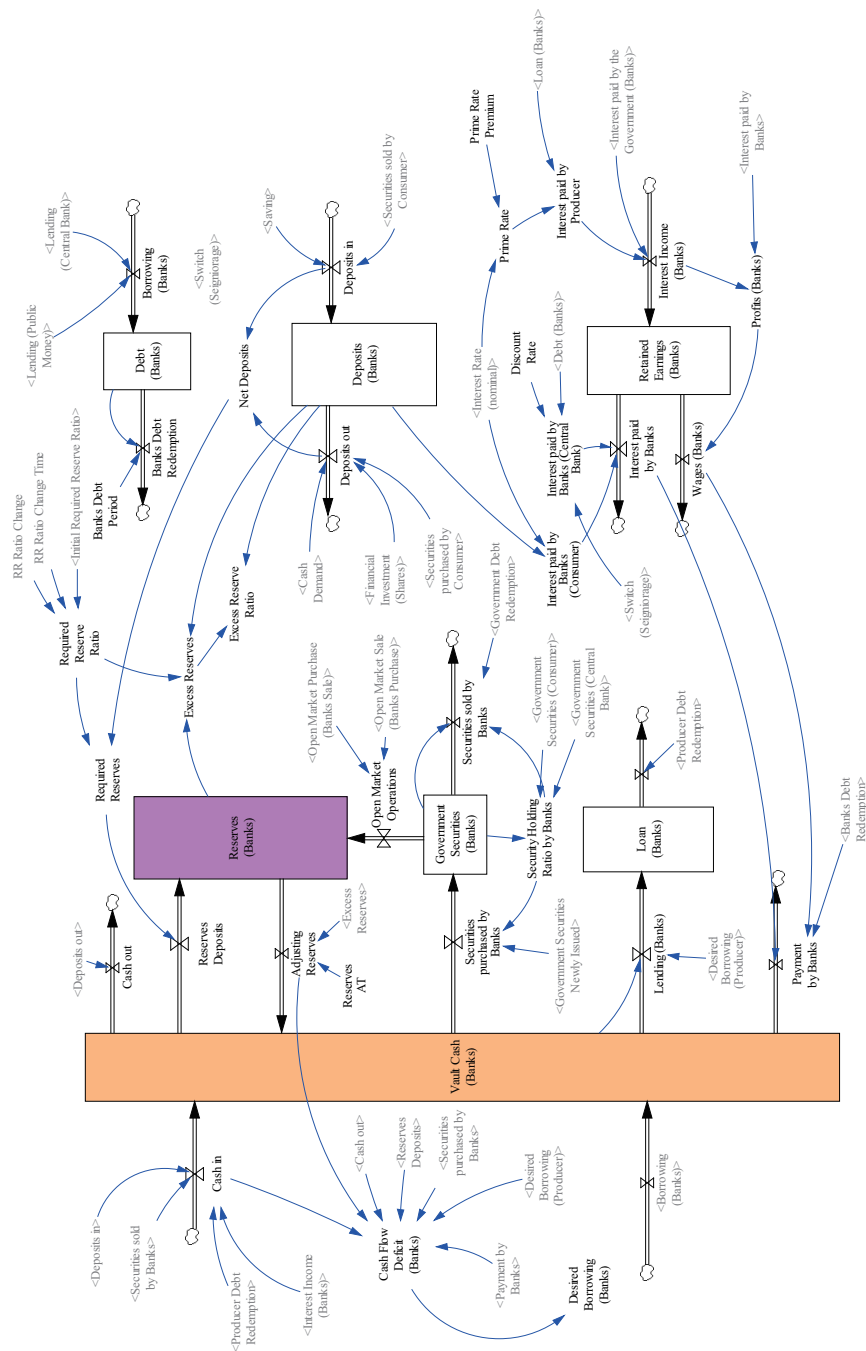 <Deposits in>
<Securities sold
by Banks>
Cash in
<Producer Debt
Redemption>
<Interest Income
(Banks)>
Cash Flow
Deficit
(Banks)
<Cash out>
<Reserves
Deposits>
<Securities
purchased by
Banks>
<Desired
Borrowing
(Producer)>
<Payment by
Banks>
Desired
Borrowing
(Banks)
<Borrowing
(Banks)>
Vault Cash
(Banks)
<Deposits out>
Cash out
Reserves
Deposits
Adjusting
Reserves
Reserves
AT
<Excess
Reserves>
Securities
purchased by
Banks
<Government Securities
Newly Issued>
Lending (Banks)
<Desired
Borrowing
(Producer)>
Payment
by Banks
<Banks Debt
Redemption>
Required
Reserves
Reserves
(Banks)
Open Market
Operations
<Open Market Purchase
(Banks Sale)>
<Open Market Sale
(Banks Purchase)>
Government
Securities
(Banks)
Securities sold by
Banks
<Government Debt
Redemption>
Security Holding
Ratio by Banks
<Government
Securities (Consumer)>
<Government
Securities (Central
Bank)>
Loan
(Banks)
<Producer Debt
Redemption>
Required
Reserve
Ratio
RR Ratio Change
RR Ratio Change Time
<Initial Required Reserve Ratio>
Excess Reserves
Excess Reserve
Ratio
Banks Debt
Period
Banks Debt
Redemption
Debt
(Banks)
Borrowing
(Banks)
<Lending (Public
Money)>
<Lending
(Central Bank)>
<Switch
(Seigniorage)>
Net Deposits
<Saving>
Deposits in
<Securities sold by
Consumer>
Deposits
(Banks)
Deposits out
<Cash
Demand>
<Financial
Investment
(Shares)>
<Securities
purchased by
Consumer>
<Interest Rate
(nominal)>
Prime Rate
Prime Rate
Premium
<Loan (Banks)>
Interest paid by
Producer
<Interest paid by the
Government (Banks)>
Interest Income
(Banks)
Discount
Rate
<Debt (Banks)>
Interest paid by
Banks (Central
Bank)
Interest paid by
Banks
(Consumer)
<Switch
(Seigniorage)>
Interest paid
by Banks
Retained
Earnings
(Banks)
Wages (Banks)
Profits (Banks)
<Interest paid by
Banks>